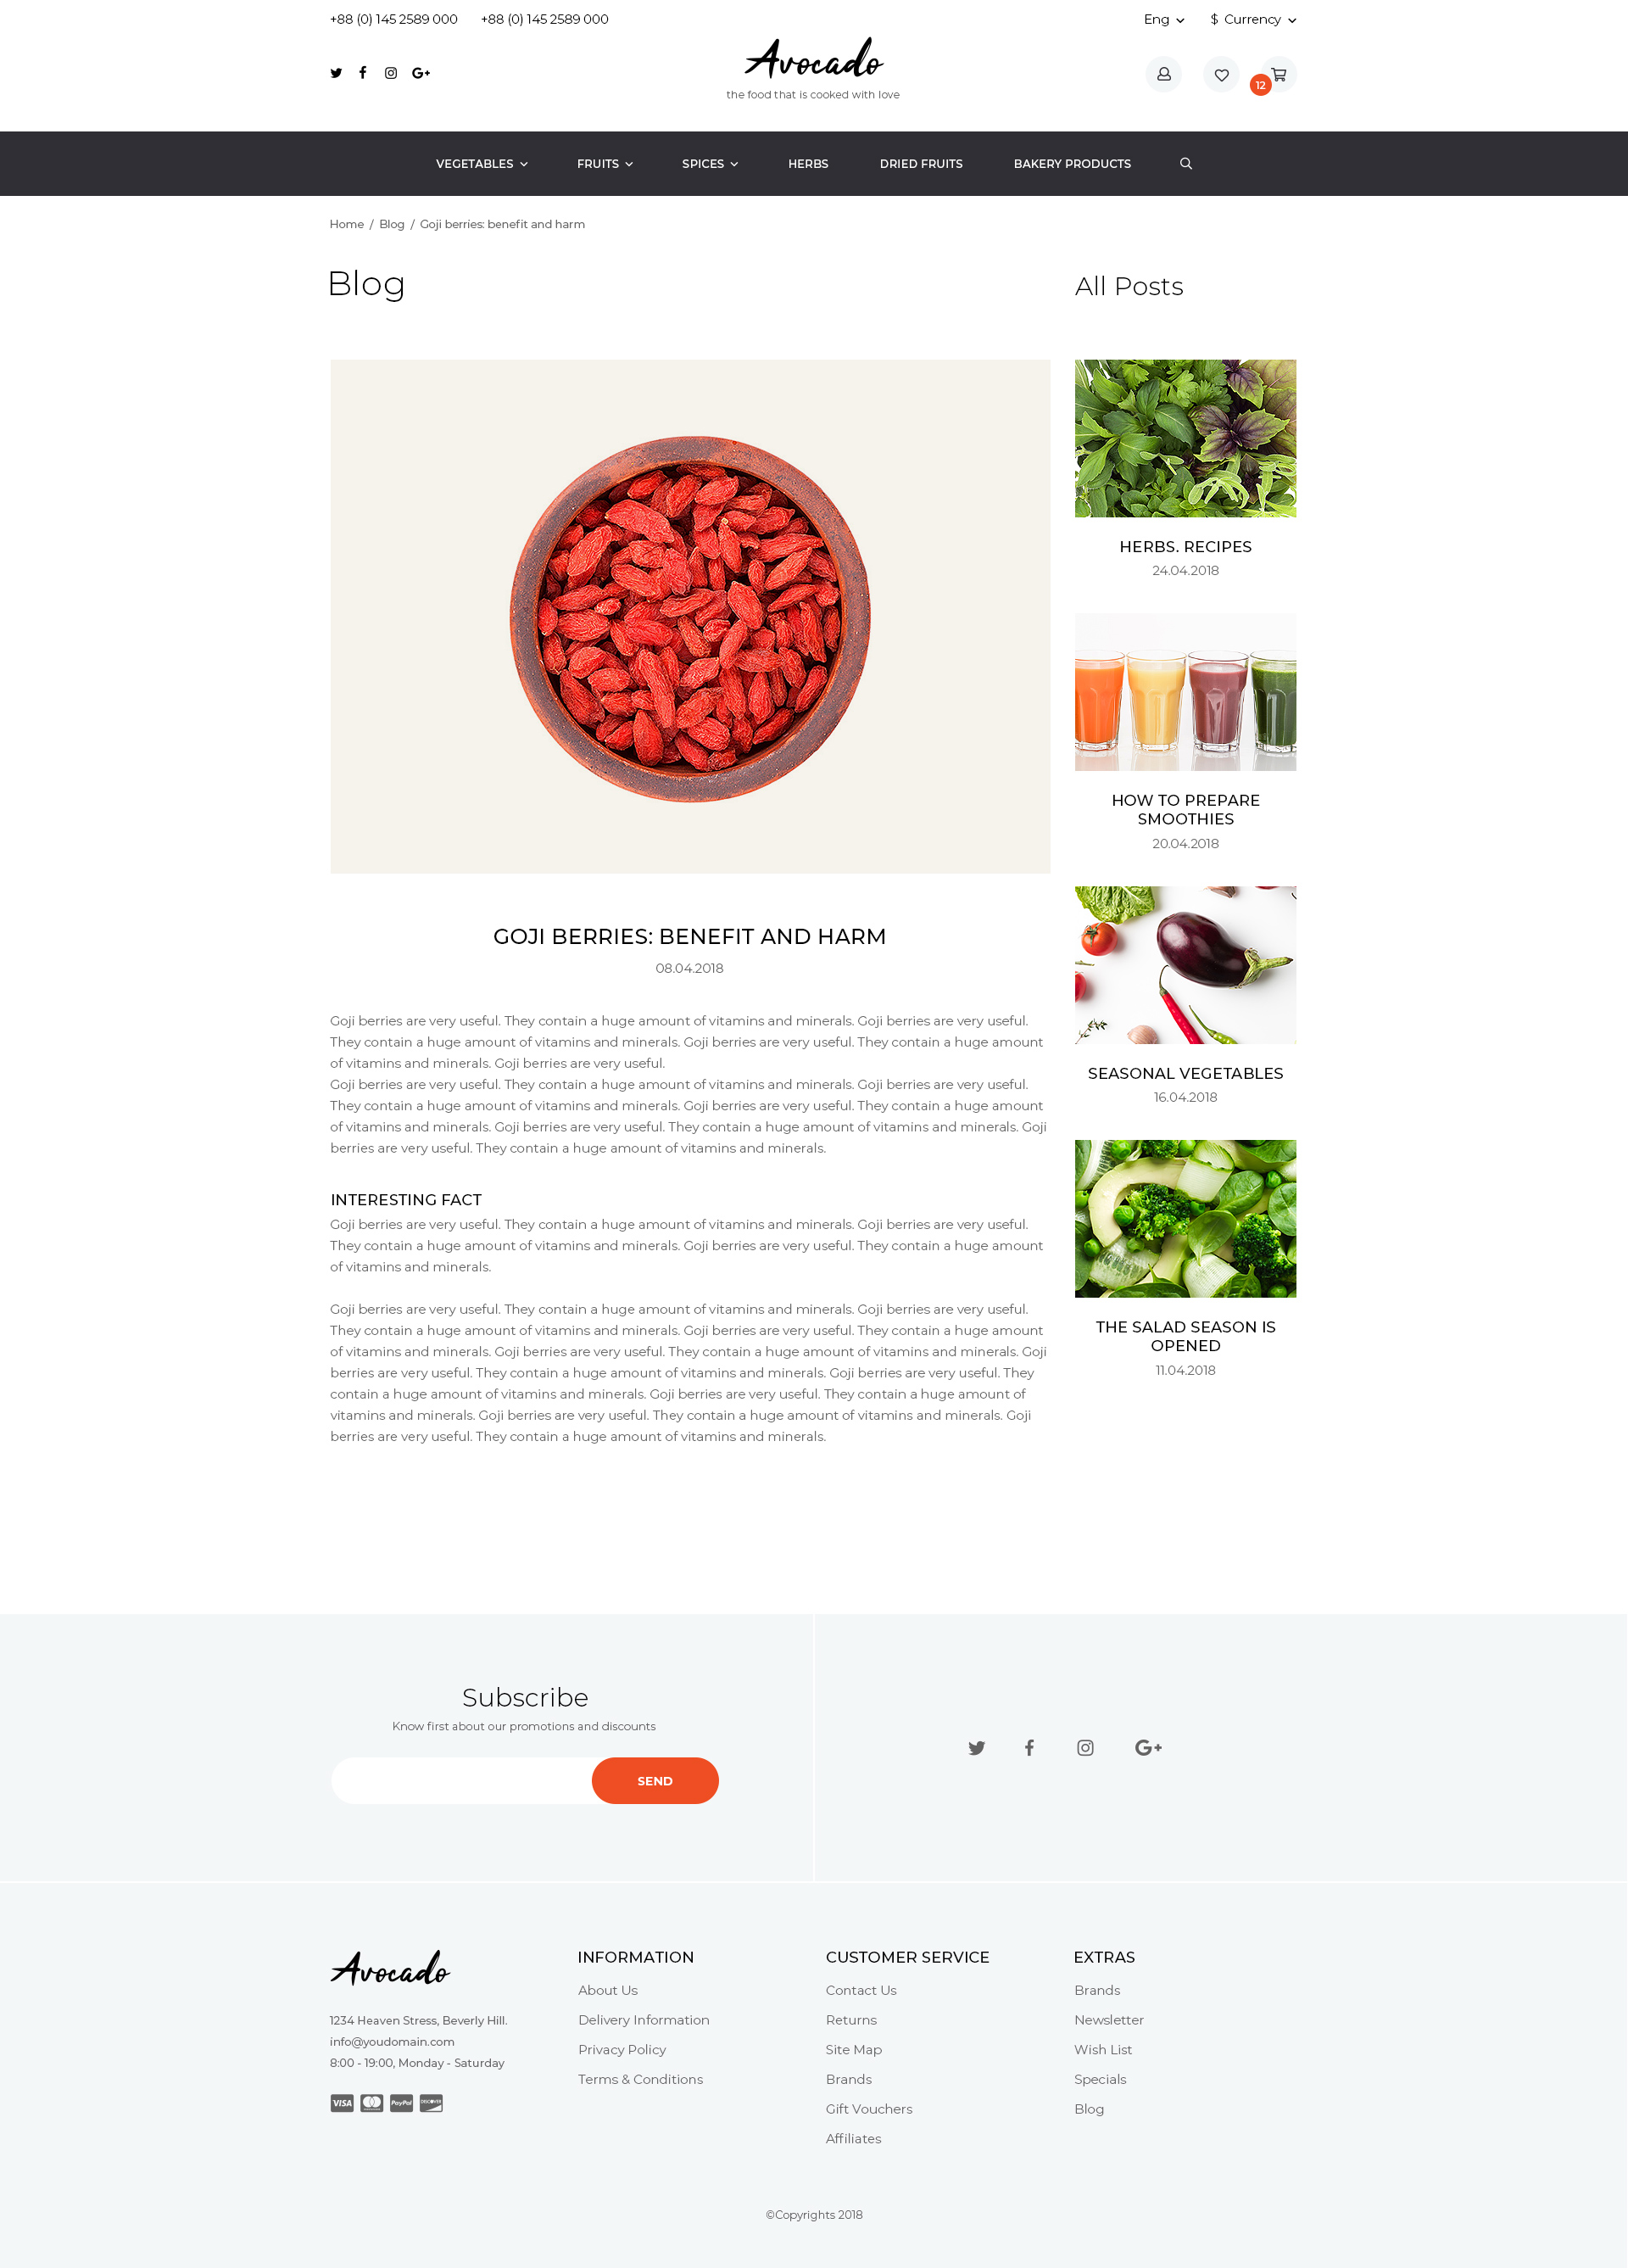 +88 (0) 145 2589 000 +88 (0) 145 2589 000
Eng $ Currency
Avocado
the food that is cooked with love
12
VEGETABLES FRUITS SPICES HERBS DRIED FRUITS BAKERY PRODUCTS
Home / Blog / Goji berries: benefit and harm
Blog
GOJI BERRIES: BENEFIT AND HARM
08.04.2018
Goji berries are very useful. They contain a huge amount of vitamins and minerals. Goji berries are very useful.
They contain a huge amount of vitamins and minerals. Goji berries are very useful. They contain a huge amount
of vitamins and minerals. Goji berries are very useful.
Goji berries are very useful. They contain a huge amount of vitamins and minerals. Goji berries are very useful.
They contain a huge amount of vitamins and minerals. Goji berries are very useful. They contain a huge amount
of vitamins and minerals. Goji berries are very useful. They contain a huge amount of vitamins and minerals. Goji
berries are very useful. They contain a huge amount of vitamins and minerals.
INTERESTING FACT
Goji berries are very useful. They contain a huge amount of vitamins and minerals. Goji berries are very useful.
They contain a huge amount of vitamins and minerals. Goji berries are very useful. They contain a huge amount
of vitamins and minerals.
Goji berries are very useful. They contain a huge amount of vitamins and minerals. Goji berries are very useful.
They contain a huge amount of vitamins and minerals. Goji berries are very useful. They contain a huge amount
of vitamins and minerals. Goji berries are very useful. They contain a huge amount of vitamins and minerals. Goji
berries are very useful. They contain a huge amount of vitamins and minerals. Goji berries are very useful. They
contain a huge amount of vitamins and minerals. Goji berries are very useful. They contain a huge amount of
vitamins and minerals. Goji berries are very useful. They contain a huge amount of vitamins and minerals. Goji
berries are very useful. They contain a huge amount of vitamins and minerals.
All Posts
HERBS. RECIPES
24.04.2018
HOW TO PREPARE
SMOOTHIES
20.04.2018
SEASONAL VEGETABLES
16.04.2018
THE SALAD SEASON IS
OPENED
11.04.2018
Subscribe
Know first about our promotions and discounts
SEND
Avocado
1234 Heaven Stress, Beverly Hill.
info@youdomain.com
8:00 - 19:00, Monday - Saturday
VISA MasterCard PayPal DISCOVER
INFORMATION
About Us
Delivery Information
Privacy Policy
Terms & Conditions
CUSTOMER SERVICE
Contact Us
Returns
Site Map
Brands
Gift Vouchers
Affiliates
EXTRAS
Brands
Newsletter
Wish List
Specials
Blog
©Copyrights 2018